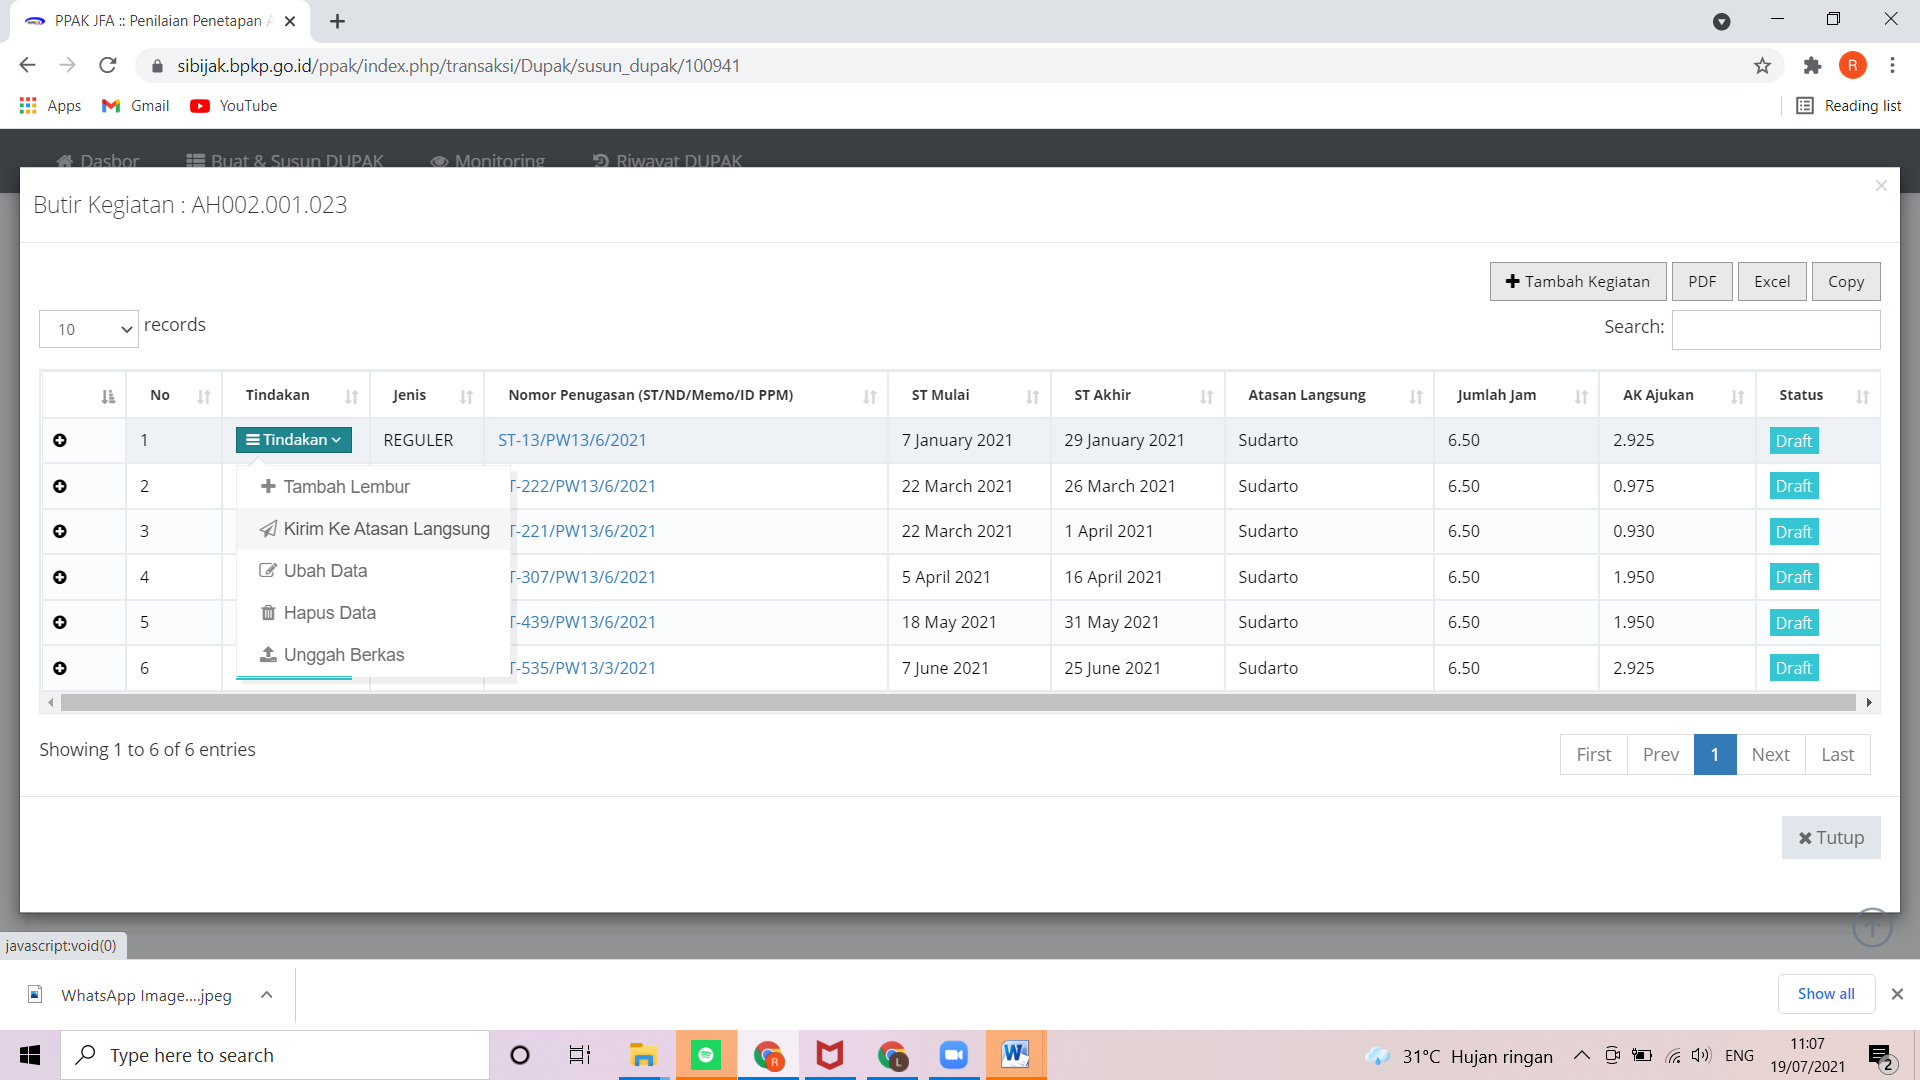 PPAK JFA :: Penilaian Penetapan A
sibijak.bpkp.go.id/ppak/index.php/transaksi/Dupak/susun_dupak/100941
R
Apps Gmail YouTube Reading list
Dasbor Buat & Susun DUPAK Monitoring Riwayat DUPAK
Butir Kegiatan : AH002.001.023
Tambah Kegiatan PDF Excel Copy
10 records Search:
No Tindakan Jenis Nomor Penugasan (ST/ND/Memo/ID PPM) ST Mulai ST Akhir Atasan Langsung Jumlah Jam AK Ajukan Status
1 Tindakan REGULER ST-13/PW13/6/2021 7 January 2021 29 January 2021 Sudarto 6.50 2.925 Draft
2 T-222/PW13/6/2021 22 March 2021 26 March 2021 Sudarto 6.50 0.975 Draft
3 T-221/PW13/6/2021 22 March 2021 1 April 2021 Sudarto 6.50 0.930 Draft
4 T-307/PW13/6/2021 5 April 2021 16 April 2021 Sudarto 6.50 1.950 Draft
5 T-439/PW13/6/2021 18 May 2021 31 May 2021 Sudarto 6.50 1.950 Draft
6 T-535/PW13/3/2021 7 June 2021 25 June 2021 Sudarto 6.50 2.925 Draft
Tambah Lembur
Kirim Ke Atasan Langsung
Ubah Data
Hapus Data
Unggah Berkas
Showing 1 to 6 of 6 entries First Prev 1 Next Last
Tutup
javascript:void(0)
WhatsApp Image....jpeg Show all
Type here to search R L W 31°C Hujan ringan ENG 11:07
19/07/2021 2